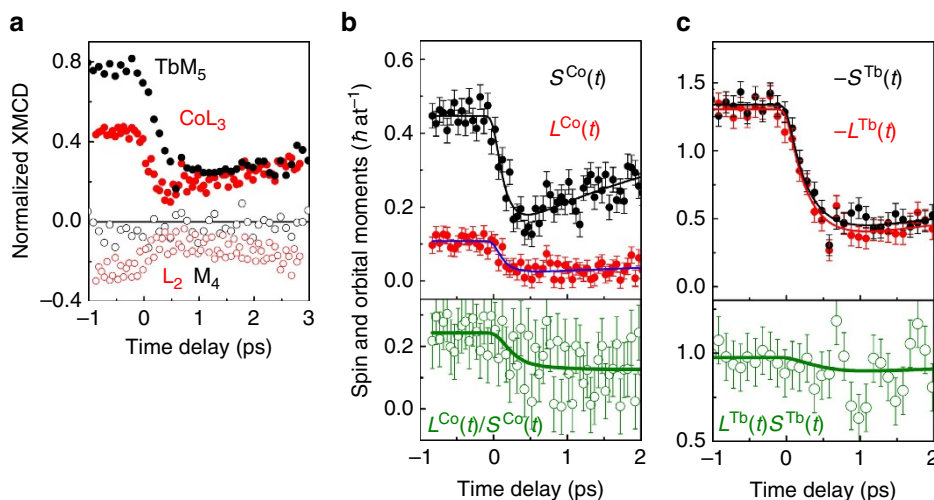 a
Normalized XMCD
0.8
0.4
0.0
−0.4
TbM5
CoL3
L2 M4
−1 0 1 2 3
Time delay (ps)
b
Spin and orbital moments (ℏ at−1)
0.6
0.4
0.2
0.0
0.2
0.0
SCo(t)
LCo(t)
LCo(t)/SCo(t)
−1 0 1 2
Time delay (ps)
c
1.5
1.0
0.5
0.0
1.0
0.5
−STb(t)
−LTb(t)
LTb(t)STb(t)
−1 0 1 2
Time delay (ps)